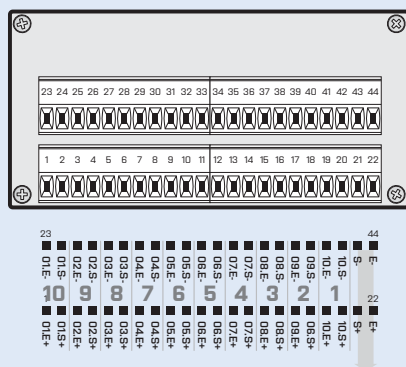 23 24 25 26 27 28 29 30 31 32 33 34 35 36 37 38 39 40 41 42 43 44
1 2 3 4 5 6 7 8 9 10 11 12 13 14 15 16 17 18 19 20 21 22
23 44
01.E- 01.S- 02.E- 02.S- 03.E- 03.S- 04.E- 04.S- 05.E- 05.S- 06.E- 06.S- 07.E- 07.S- 08.E- 08.S- 09.E- 09.S- 10.E- 10.S- S- E-
10 9 8 7 6 5 4 3 2 1
1 22
01.E+ 01.S+ 02.E+ 02.S+ 03.E+ 03.S+ 04.E+ 04.S+ 05.E+ 05.S+ 06.E+ 06.S+ 07.E+ 07.S+ 08.E+ 08.S+ 09.E+ 06.S+ 10.E+ 10.S+ S+ E+